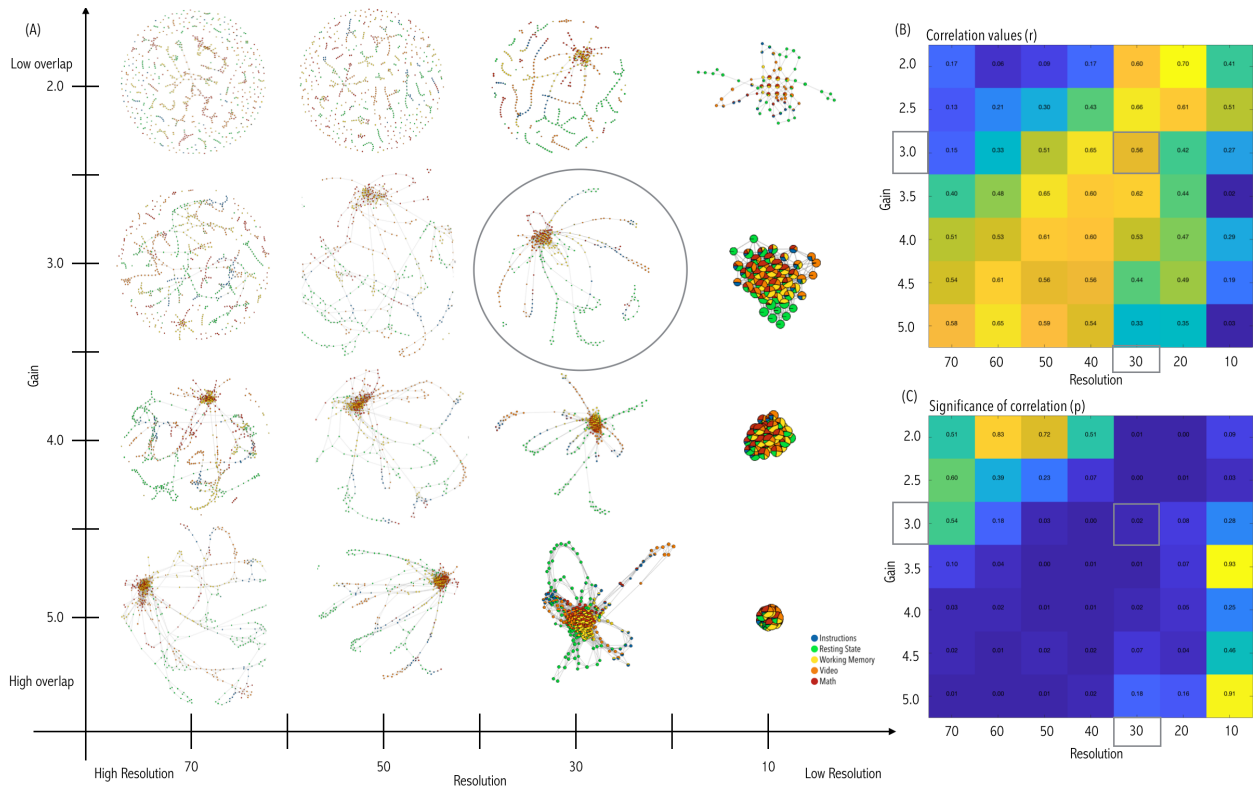 (A)
Low overlap
2.0
3.0
Gain
4.0
5.0
High overlap
70
50
30
10
High Resolution
Resolution
Low Resolution
Instructions
Resting State
Working Memory
Video
Math
(B)
Correlation values (r)
2.0 0.17 0.06 0.09 0.17 0.60 0.70 0.41
2.5 0.13 0.21 0.30 0.43 0.66 0.61 0.51
3.0 0.15 0.33 0.51 0.65 0.56 0.42 0.27
3.5 0.40 0.48 0.65 0.60 0.62 0.44 0.02
Gain
4.0 0.51 0.53 0.61 0.60 0.53 0.47 0.29
4.5 0.54 0.61 0.56 0.56 0.44 0.49 0.19
5.0 0.58 0.65 0.59 0.54 0.33 0.35 0.03
70 60 50 40 30 20 10
Resolution
(C)
Significance of correlation (p)
2.0 0.51 0.83 0.72 0.51 0.01 0.00 0.09
2.5 0.60 0.39 0.23 0.07 0.00 0.01 0.03
3.0 0.54 0.18 0.03 0.00 0.02 0.08 0.28
3.5 0.10 0.04 0.00 0.01 0.01 0.07 0.93
Gain
4.0 0.03 0.02 0.01 0.01 0.02 0.05 0.25
4.5 0.02 0.01 0.02 0.02 0.07 0.04 0.46
5.0 0.01 0.00 0.01 0.02 0.18 0.16 0.91
70 60 50 40 30 20 10
Resolution